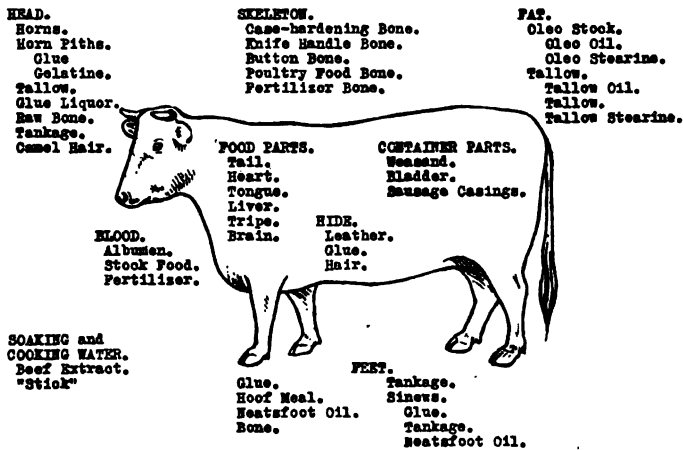 HEAD.
Horns.
Horn Piths.
Glue
Gelatine.
Tallow.
Glue Liquor.
Raw Bone.
Tankage.
Camel Hair.
SKELETON.
Case-hardening Bone.
Knife Handle Bone.
Button Bone.
Poultry Food Bone.
Fertilizer Bone.
FAT.
Oleo Stock.
Oleo Oil.
Oleo Stearine.
Tallow.
Tallow Oil.
Tallow.
Tallow Stearine.
FOOD PARTS.
Tail.
Heart.
Tongue.
Liver.
Tripe.
Brain.
CONTAINER PARTS.
Weasand.
Bladder.
Sausage Casings.
HIDE.
Leather.
Glue.
Hair.
BLOOD.
Albumen.
Stock Food.
Fertilizer.
SOAKING and
COOKING WATER.
Beef Extract.
"Stick"
FEET.
Glue.
Hoof Meal.
Neatsfoot Oil.
Bone.
Tankage.
Sinews.
Glue.
Tankage.
Neatsfoot Oil.